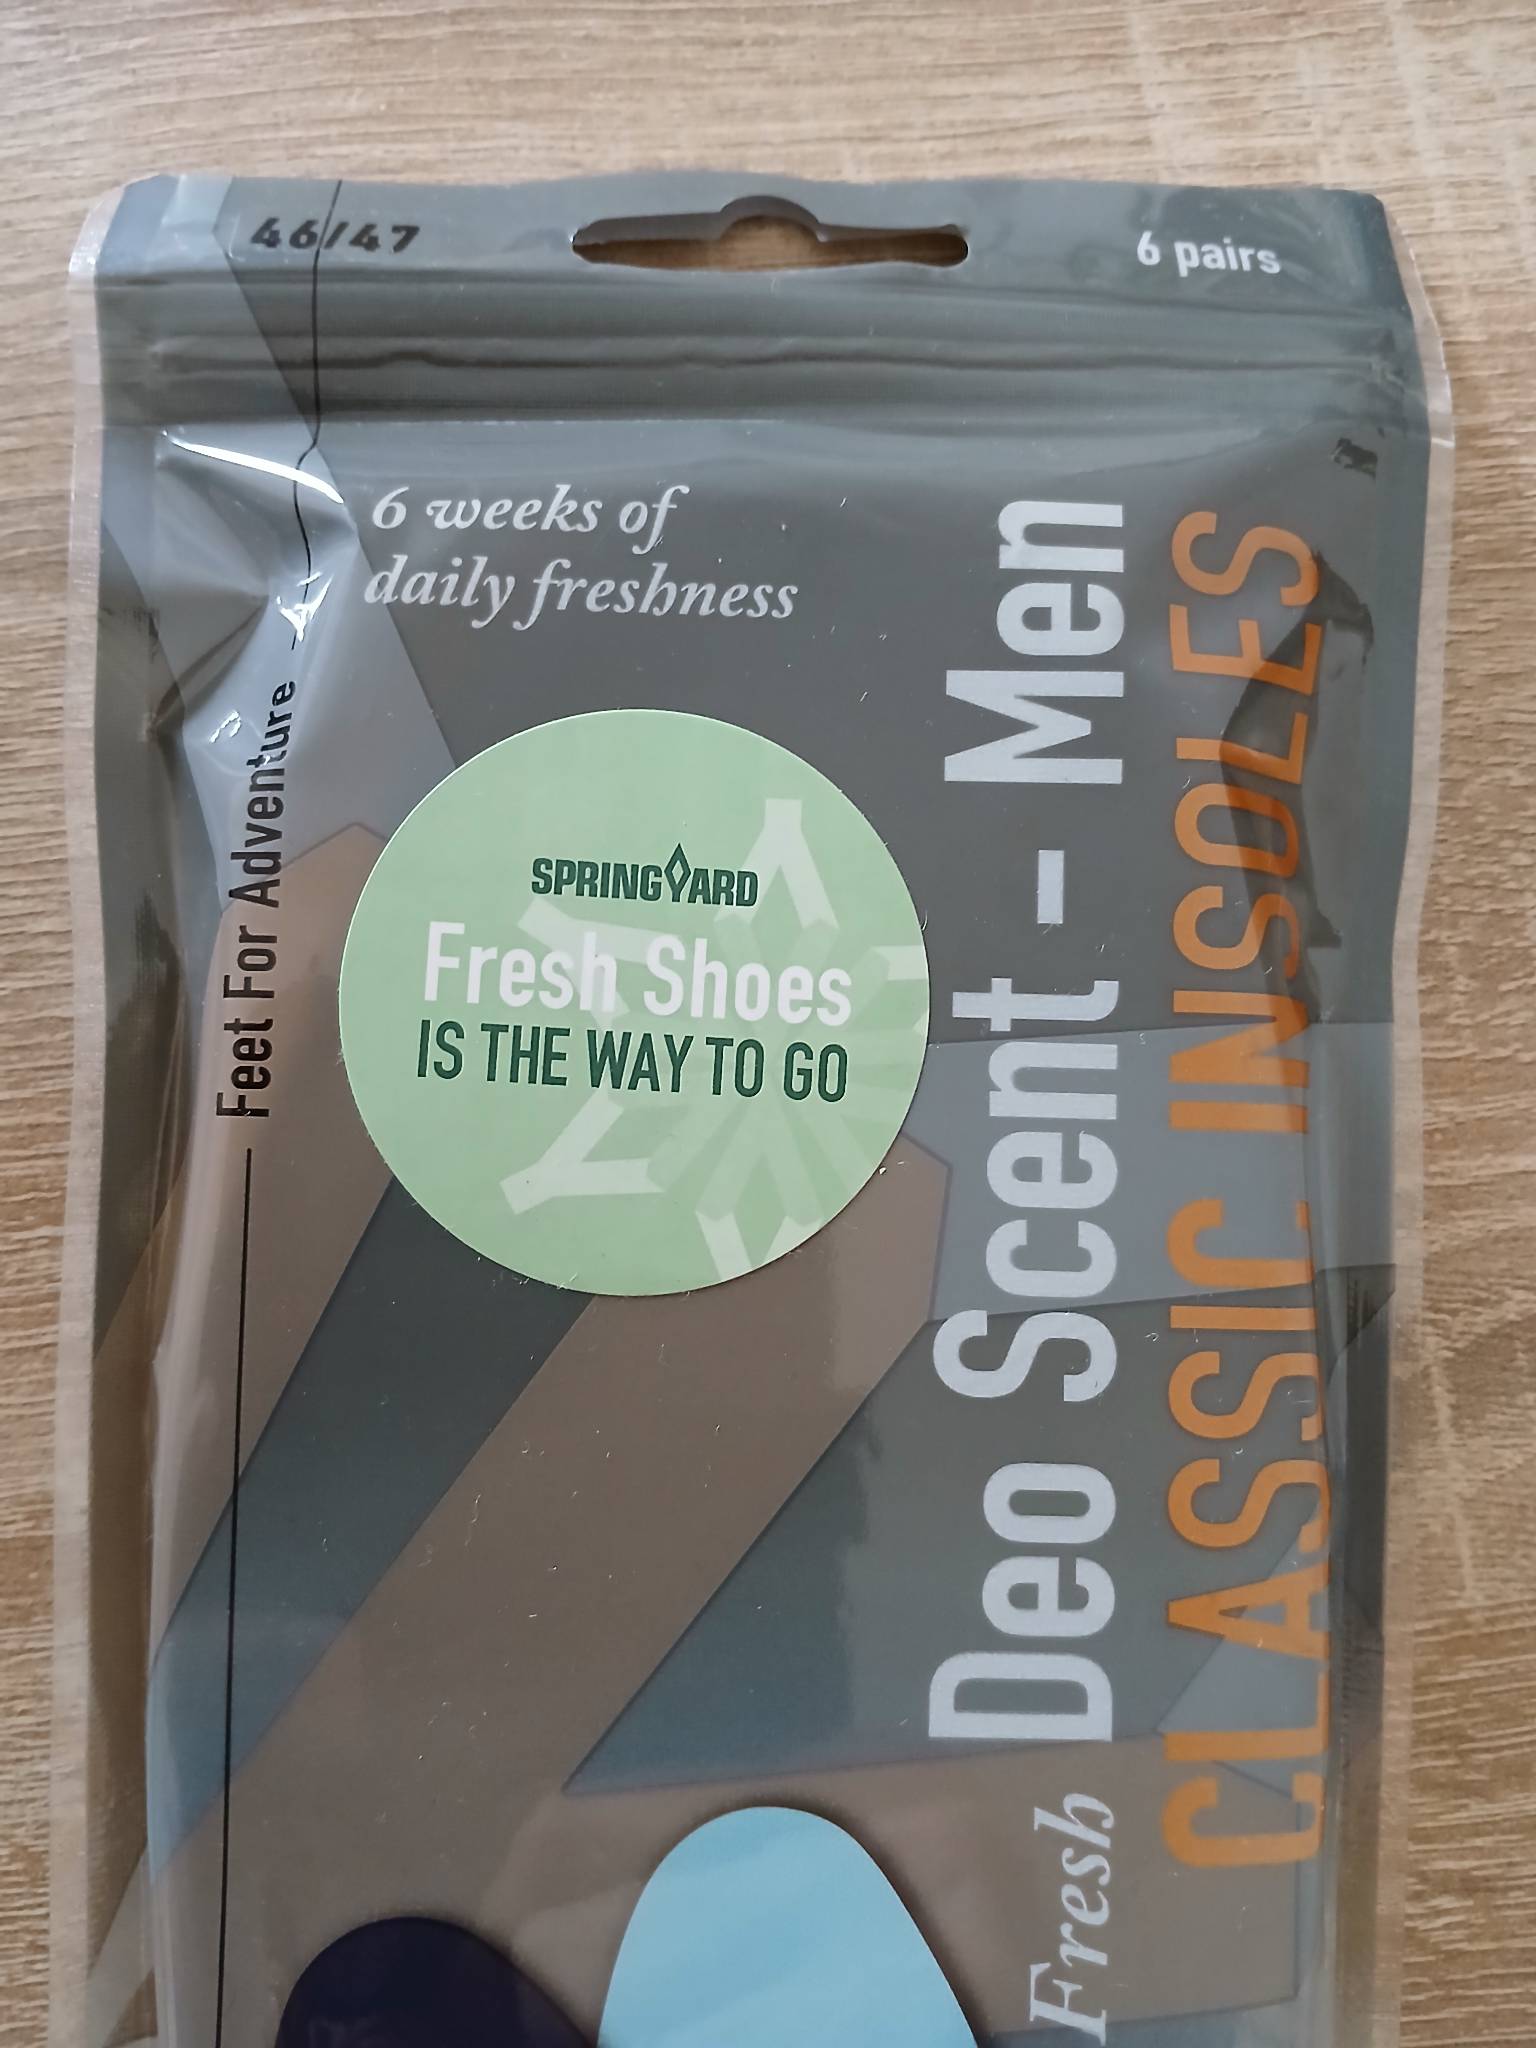 46/47
6 pairs
6 weeks of
daily freshness
Feet For Adventure
SPRINGYARD
Fresh Shoes
IS THE WAY TO GO
Fresh Deo Scent - Men
CLASSIC INSOLES